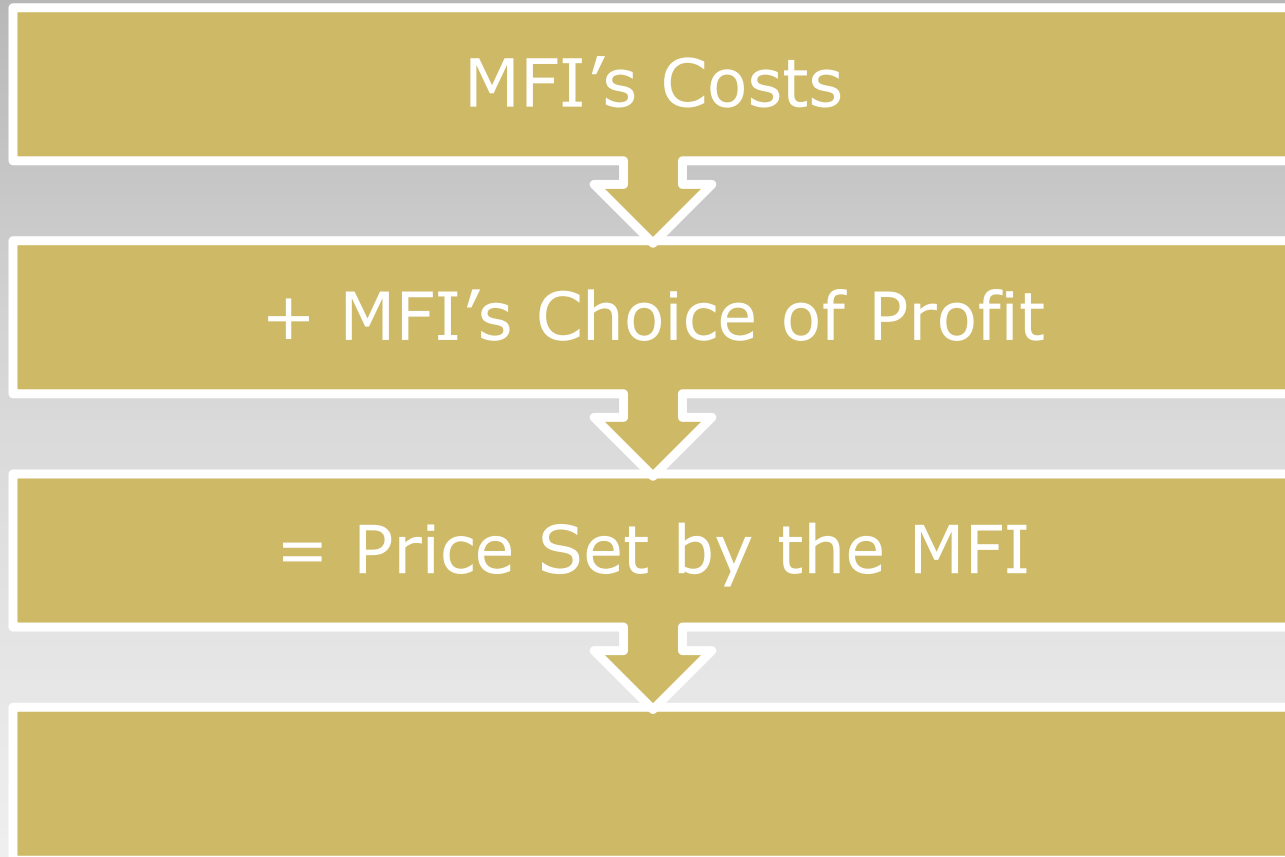 MFI’s Costs
+ MFI’s Choice of Profit
= Price Set by the MFI